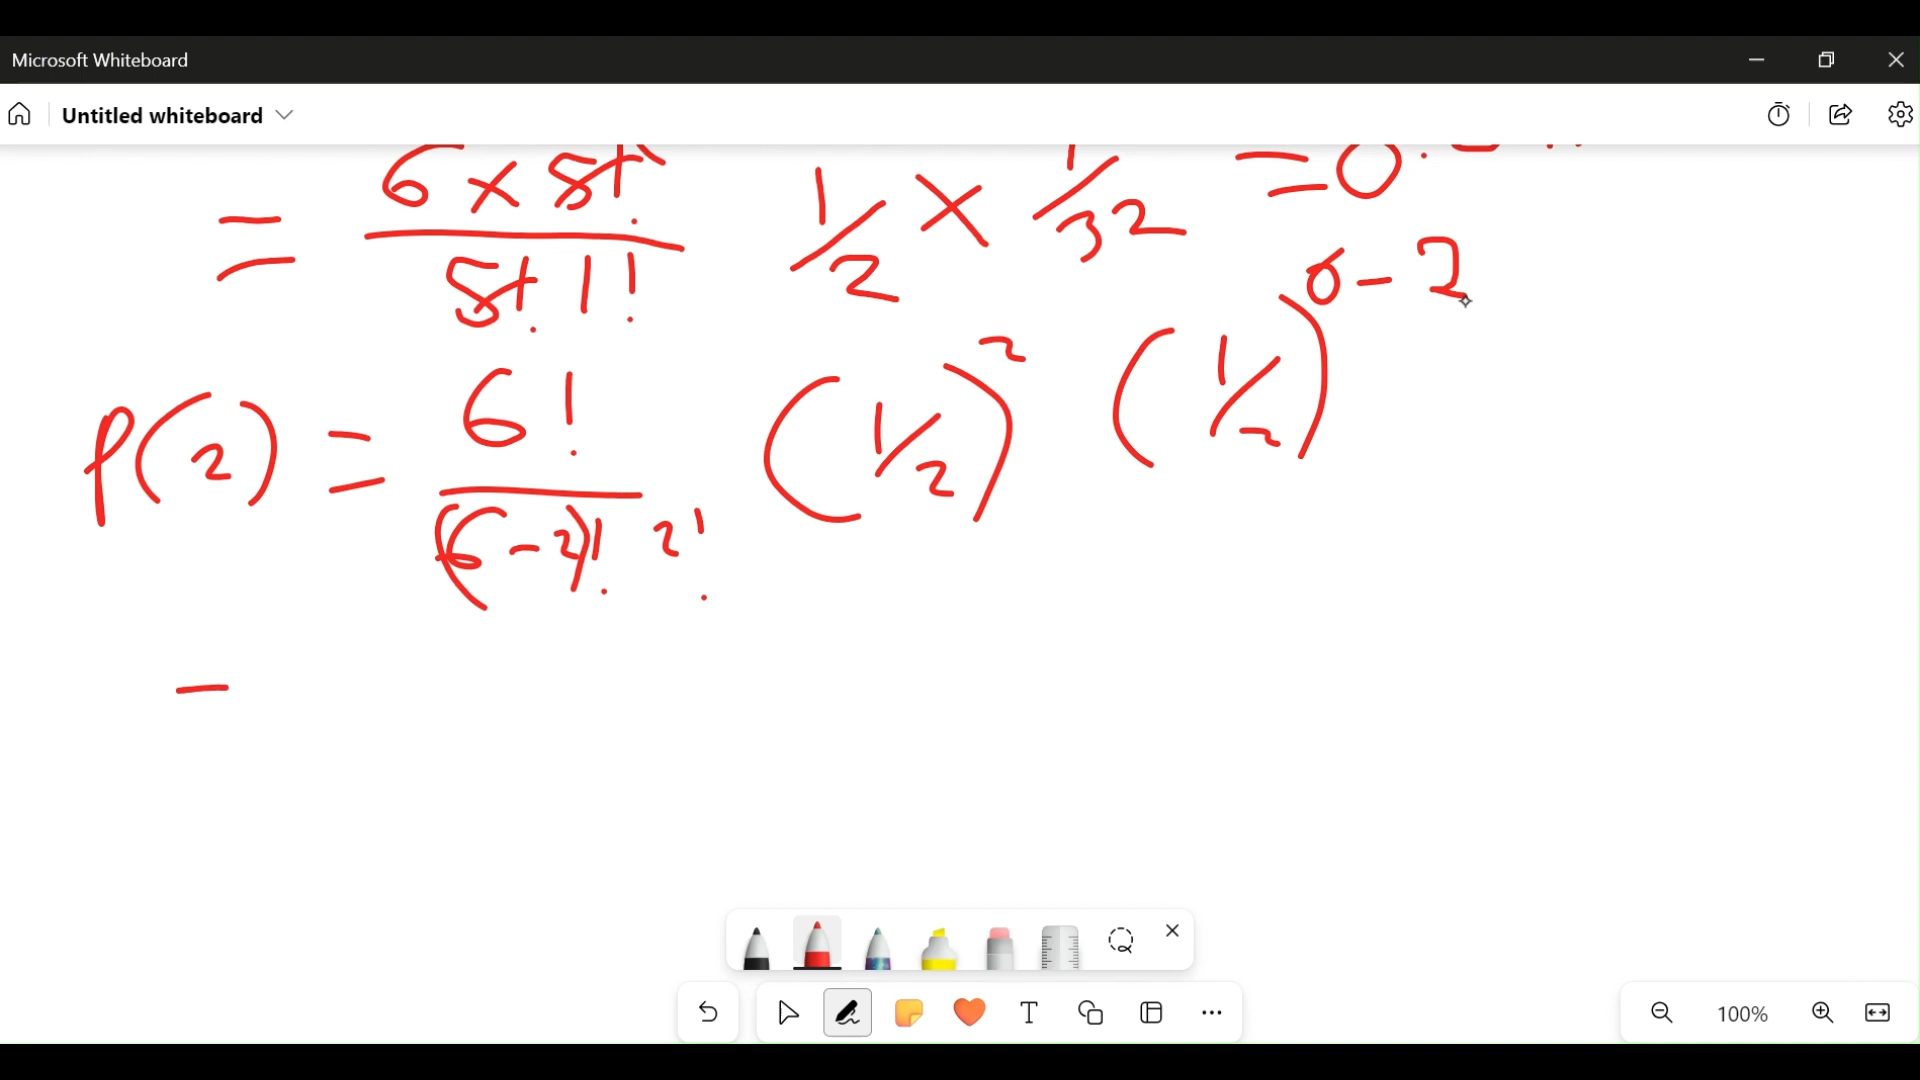 Microsoft Whiteboard
Untitled whiteboard
= 6 × 5! / 5! 1! 1/2 × 1/32 = 0.
P(2) = 6! / (6-2)! 2! (1/2)^2 (1/2)^6-2
-
100%